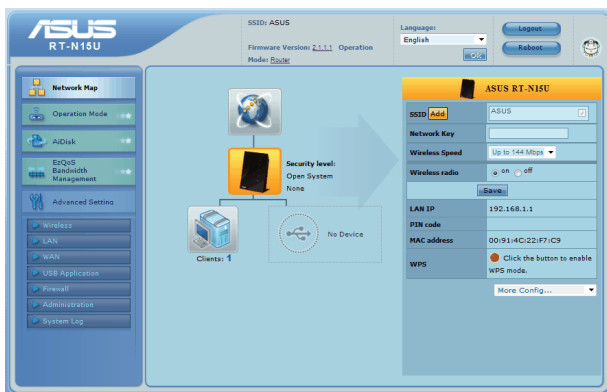 ASUS
RT-N15U
SSID: ASUS
Firmware Version: 2.1.1.1 Operation
Mode: Router
Language:
English
Logout
Reboot
Network Map
Operation Mode
AiDisk
EzQoS
Bandwidth
Management
Advanced Setting
Wireless
LAN
WAN
USB Application
Firewall
Administration
System Log
Security level:
Open System
None
Clients: 1
No Device
ASUS RT-N15U
SSID Add ASUS
Network Key
Wireless Speed Up to 144 Mbps
Wireless radio on off
Save
LAN IP 192.168.1.1
PIN code
MAC address 00:91:4C:22:F7:C9
WPS Click the button to enable
WPS mode.
More Config...